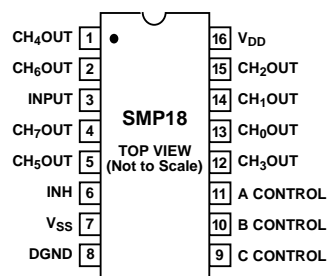 CH4OUT 1
CH6OUT 2
INPUT 3
CH7OUT 4
CH5OUT 5
INH 6
VSS 7
DGND 8
SMP18
TOP VIEW
(Not to Scale)
16 VDD
15 CH2OUT
14 CH1OUT
13 CH0OUT
12 CH3OUT
11 A CONTROL
10 B CONTROL
9 C CONTROL